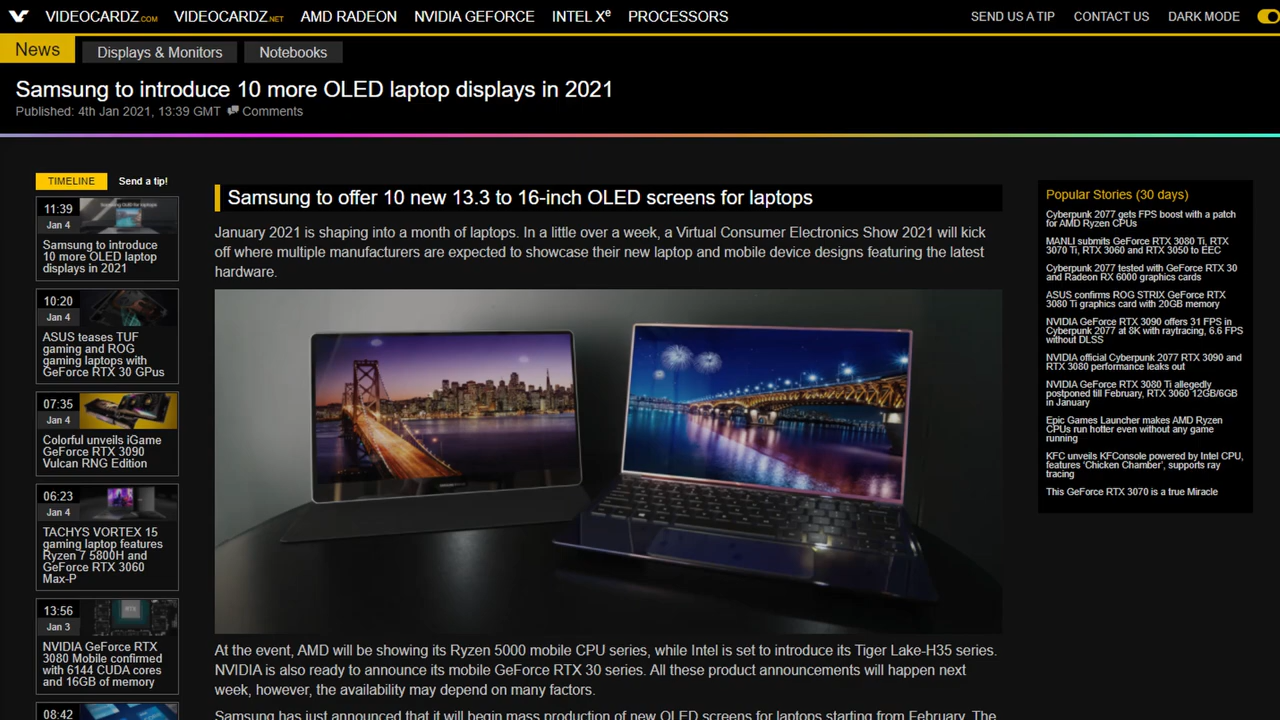 VIDEOCARDZ.COM VIDEOCARDZ.NET AMD RADEON NVIDIA GEFORCE INTEL Xe PROCESSORS SEND US A TIP CONTACT US DARK MODE
News Displays & Monitors Notebooks
Samsung to introduce 10 more OLED laptop displays in 2021
Published: 4th Jan 2021, 13:39 GMT Comments
TIMELINE Send a tip!
11:39
Jan 4
Samsung to introduce
10 more OLED laptop
displays in 2021
10:20
Jan 4
ASUS teases TUF
gaming and ROG
gaming laptops with
GeForce RTX 30 GPus
07:35
Jan 4
Colorful unveils iGame
GeForce RTX 3090
Vulcan RNG Edition
06:23
Jan 4
TACHYS VORTEX 15
gaming laptop features
Ryzen 7 5800H and
GeForce RTX 3060
Max-P
13:56
Jan 3
NVIDIA GeForce RTX
3080 Mobile confirmed
with 6144 CUDA cores
and 16GB of memory
08:42
Samsung to offer 10 new 13.3 to 16-inch OLED screens for laptops
January 2021 is shaping into a month of laptops. In a little over a week, a Virtual Consumer Electronics Show 2021 will kick
off where multiple manufacturers are expected to showcase their new laptop and mobile device designs featuring the latest
hardware.
At the event, AMD will be showing its Ryzen 5000 mobile CPU series, while Intel is set to introduce its Tiger Lake-H35 series.
NVIDIA is also ready to announce its mobile GeForce RTX 30 series. All these product announcements will happen next
week, however, the availability may depend on many factors.
Samsung has just announced that it will begin mass production of new OLED screens for laptops starting from February. The
Popular Stories (30 days)
Cyberpunk 2077 gets FPS boost with a patch
for AMD Ryzen CPUs
MANLI submits GeForce RTX 3080 Ti, RTX
3070 Ti, RTX 3060 and RTX 3050 to EEC
Cyberpunk 2077 tested with GeForce RTX 30
and Radeon RX 6000 graphics cards
ASUS confirms ROG STRIX GeForce RTX
3080 Ti graphics card with 20GB memory
NVIDIA GeForce RTX 3090 offers 31 FPS in
Cyberpunk 2077 at 8K with raytracing, 6.6 FPS
without DLSS
NVIDIA official Cyberpunk 2077 RTX 3090 and
RTX 3080 performance leaks out
NVIDIA GeForce RTX 3080 Ti allegedly
postponed till February, RTX 3060 12GB/6GB
in January
Epic Games Launcher makes AMD Ryzen
CPUs run hotter even without any game
running
KFC unveils KFConsole powered by Intel CPU,
features 'Chicken Chamber', supports ray
tracing
This GeForce RTX 3070 is a true Miracle